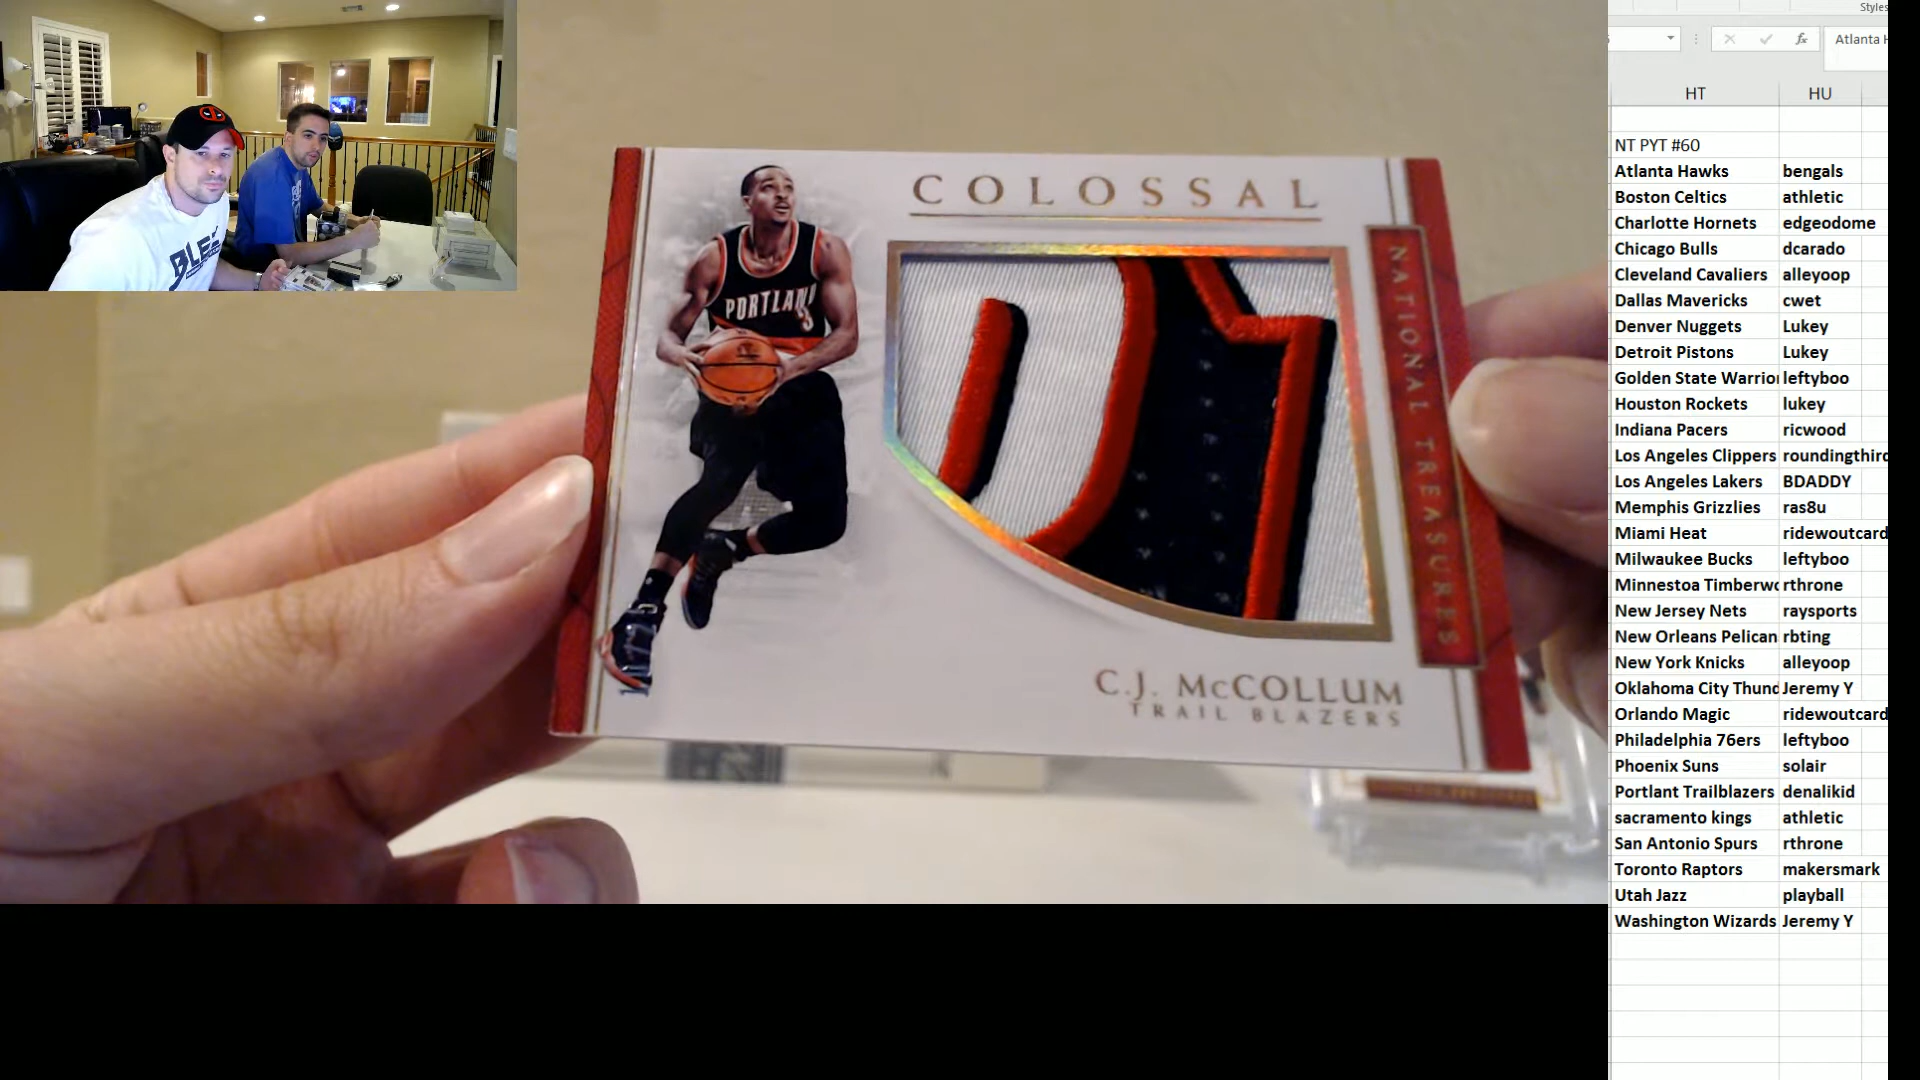 COLOSSAL
PORTLAND
3
NATIONAL TREASURES
C.J. McCOLLUM
TRAIL BLAZERS
Styles
fx
Atlanta H
HT HU
NT PYT #60
Atlanta Hawks bengals
Boston Celtics athletic
Charlotte Hornets edgeodome
Chicago Bulls dcarado
Cleveland Cavaliers alleyoop
Dallas Mavericks cwet
Denver Nuggets Lukey
Detroit Pistons Lukey
Golden State Warrior leftyboo
Houston Rockets lukey
Indiana Pacers ricwood
Los Angeles Clippers roundingthird
Los Angeles Lakers BDADDY
Memphis Grizzlies ras8u
Miami Heat ridewoutcard
Milwaukee Bucks leftyboo
Minnestoa Timberwo rthrone
New Jersey Nets raysports
New Orleans Pelican rbting
New York Knicks alleyoop
Oklahoma City Thund Jeremy Y
Orlando Magic ridewoutcard
Philadelphia 76ers leftyboo
Phoenix Suns solair
Portlant Trailblazers denalikid
sacramento kings athletic
San Antonio Spurs rthrone
Toronto Raptors makersmark
Utah Jazz playball
Washington Wizards Jeremy Y